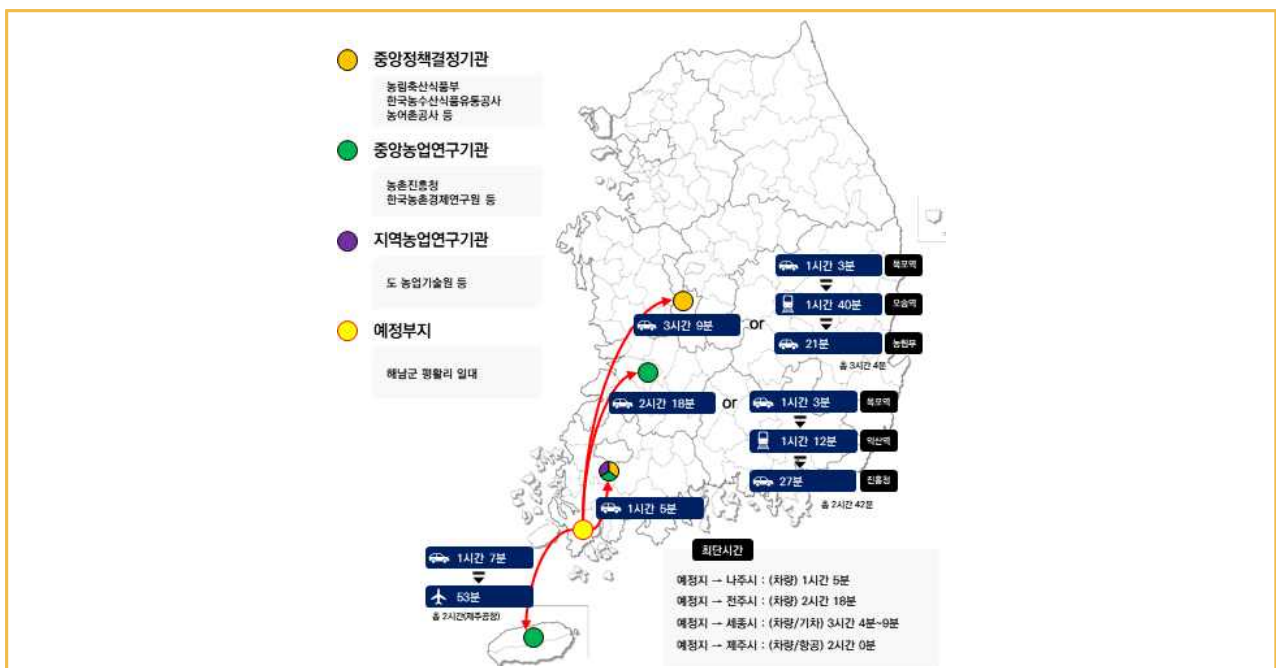 중앙정책결정기관
농림축산식품부
한국농수산식품유통공사
농어촌공사 등
중앙농업연구기관
농촌진흥청
한국농촌경제연구원 등
지역농업연구기관
도 농업기술원 등
예정부지
해남군 평활리 일대
1시간 3분 목포역
1시간 40분 오송역
3시간 9분 or
21분 농림부
총 3시간 4분
2시간 18분 or
1시간 3분 목포역
1시간 12분 익산역
27분 진흥청
총 2시간 42분
1시간 5분
1시간 7분
53분
총 2시간(제주공항)
최단시간
예정지 → 나주시 : (차량) 1시간 5분
예정지 → 전주시 : (차량) 2시간 18분
예정지 → 세종시 : (차량/기차) 3시간 4분~9분
예정지 → 제주시 : (차량/항공) 2시간 0분